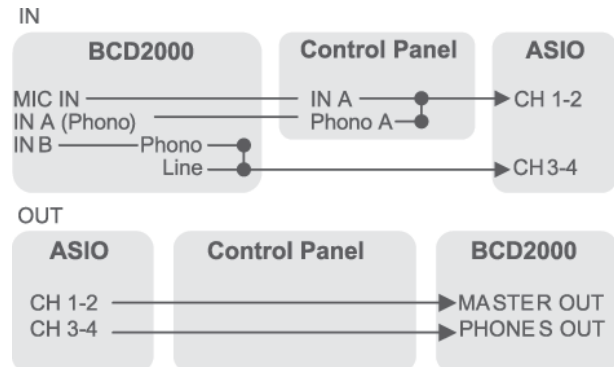 IN
BCD2000 Control Panel ASIO
MIC IN IN A CH 1-2
IN A (Phono) Phono A
IN B Phono
Line CH 3-4
OUT
ASIO Control Panel BCD2000
CH 1-2 MASTER OUT
CH 3-4 PHONES OUT